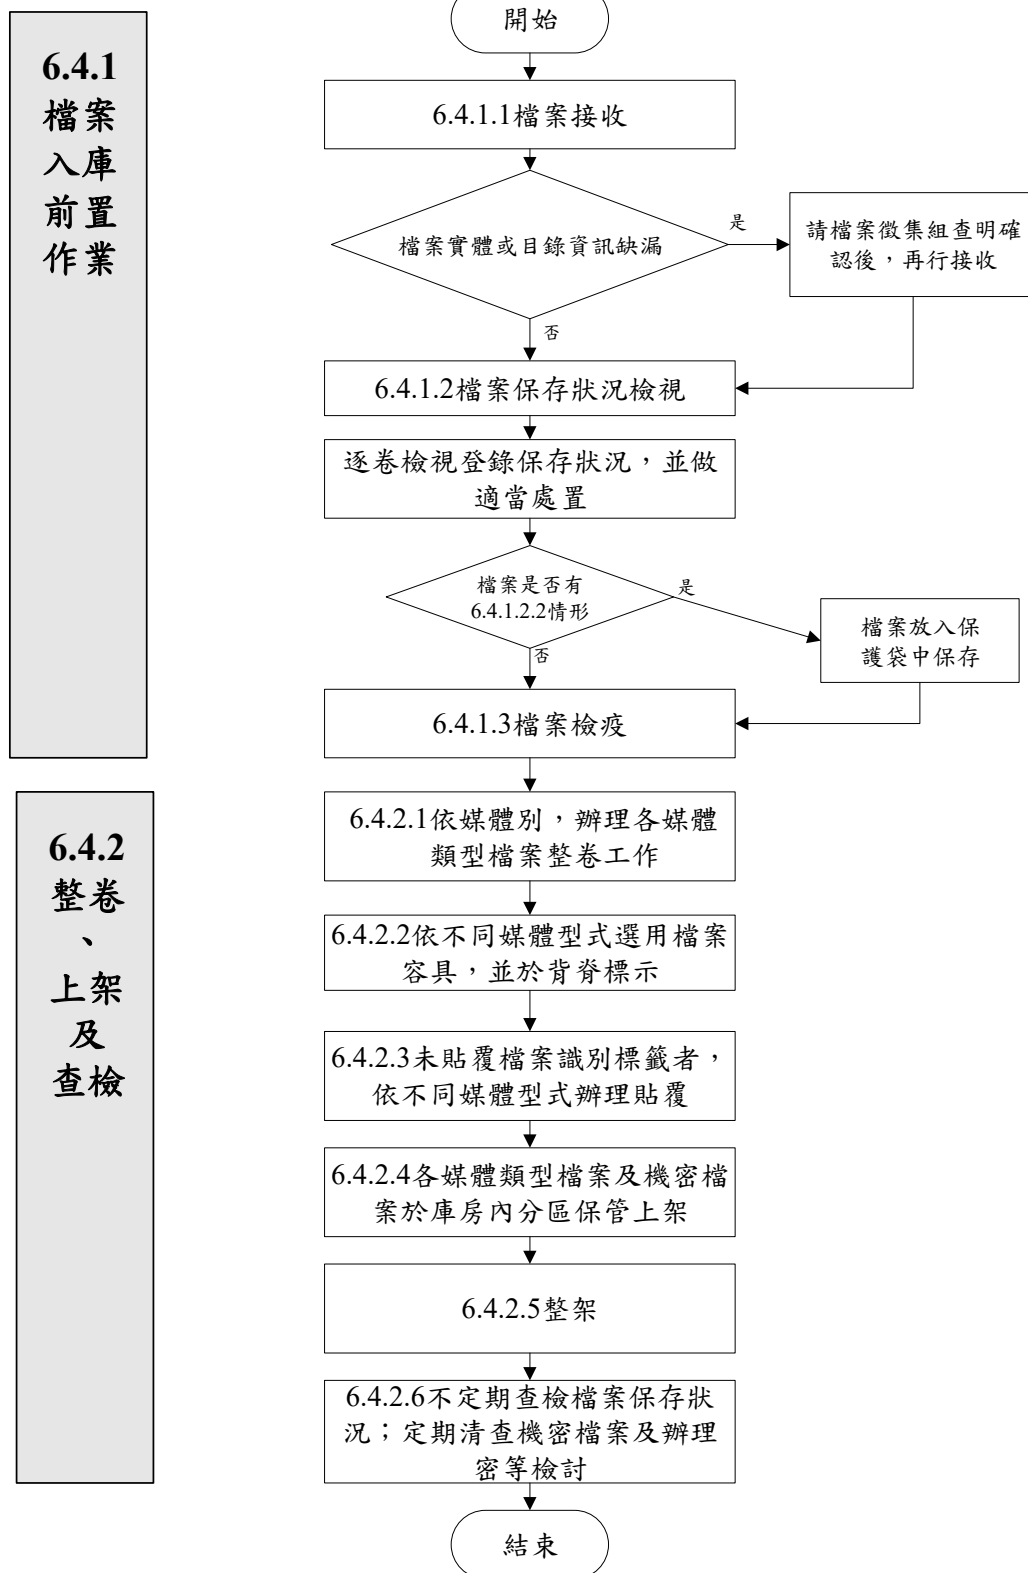 6.4.1
檔案
入庫
前置
作業
開始
6.4.1.1檔案接收
檔案實體或目錄資訊缺漏
是
請檔案徵集組查明確
認後，再行接收
否
6.4.1.2檔案保存狀況檢視
逐卷檢視登錄保存狀況，並做
適當處置
檔案是否有
6.4.1.2.2情形
是
檔案放入保
護袋中保存
否
6.4.1.3檔案檢疫
6.4.2
整卷
、
上架
及
查檢
6.4.2.1依媒體別，辦理各媒體
類型檔案整卷工作
6.4.2.2依不同媒體型式選用檔案
容具，並於背脊標示
6.4.2.3未貼覆檔案識別標籤者，
依不同媒體型式辦理貼覆
6.4.2.4各媒體類型檔案及機密檔
案於庫房內分區保管上架
6.4.2.5整架
6.4.2.6不定期查檢檔案保存狀
況；定期清查機密檔案及辦理
密等檢討
結束